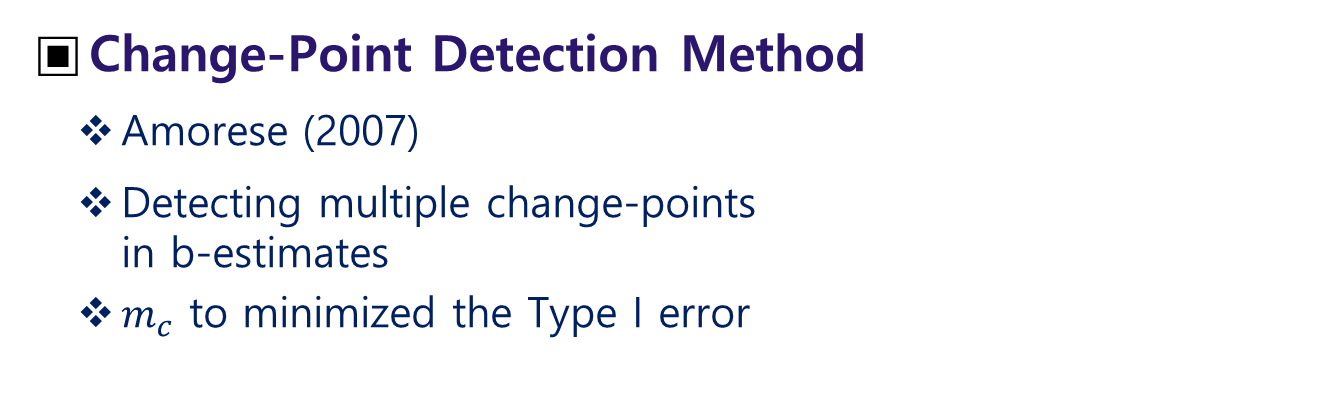 ▣ Change-Point Detection Method
❖ Amorese (2007)
❖ Detecting multiple change-points
in b-estimates
❖ $m_c$ to minimized the Type I error